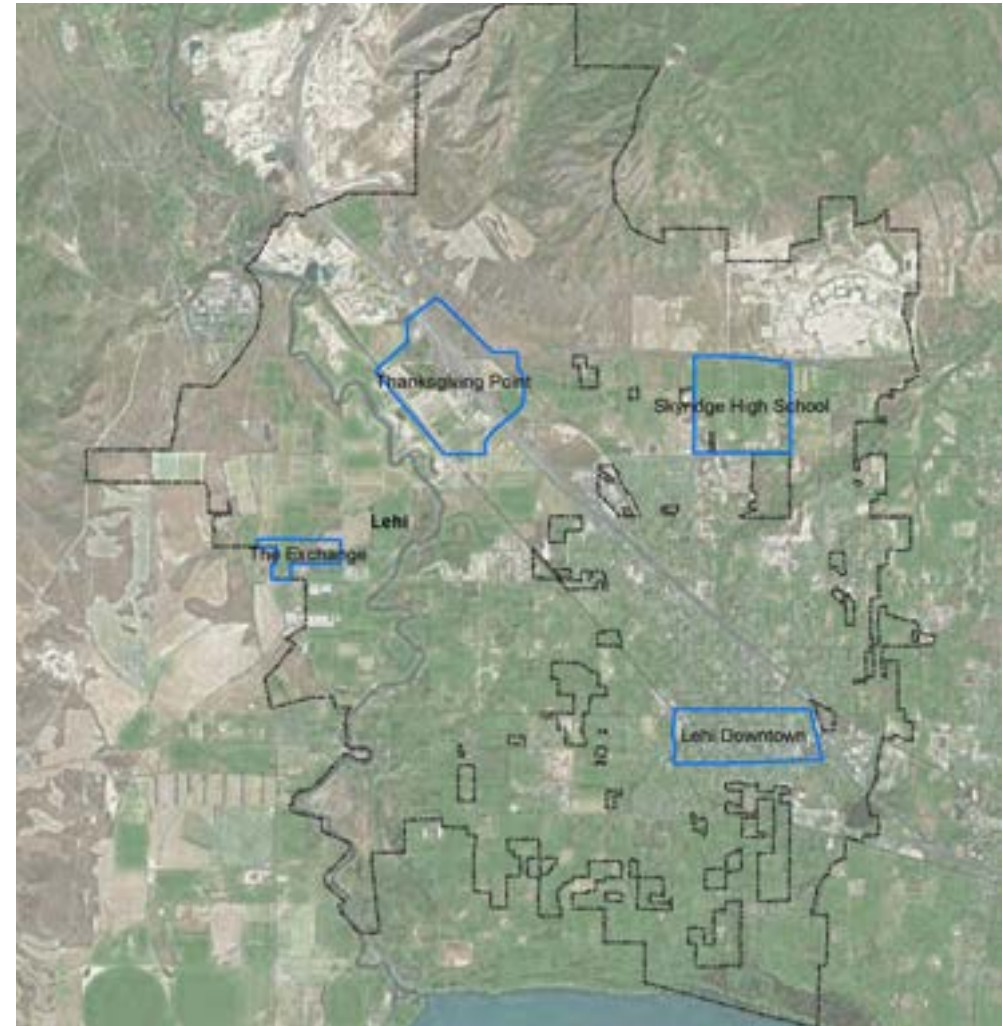 Thanksgiving Point
Skyridge High School
Lehi
The Exchange
Lehi Downtown